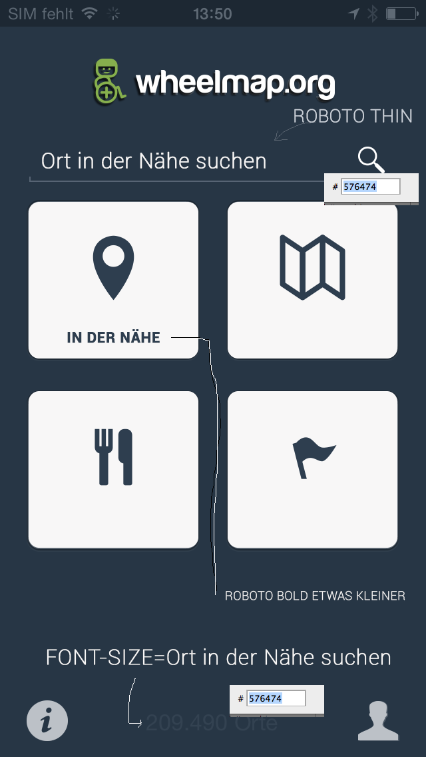 SIM fehlt 13:50
wheelmap.org
ROBOTO THIN
Ort in der Nähe suchen
# 576474
IN DER NÄHE
ROBOTO BOLD ETWAS KLEINER
FONT-SIZE=Ort in der Nähe suchen
# 576474
209.490 Orte